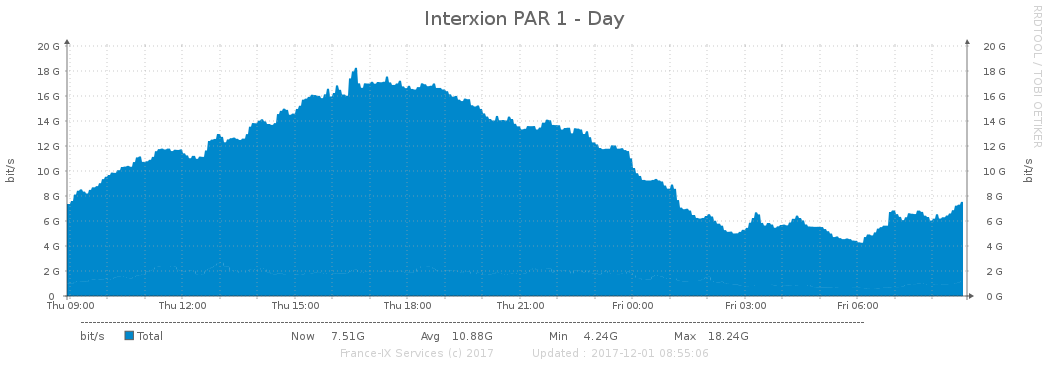 Interxion PAR 1 - Day
RRDTOOL / TOBI OETIKER
20 G 20 G
18 G 18 G
16 G 16 G
14 G 14 G
12 G 12 G
10 G 10 G
8 G 8 G
6 G 6 G
4 G 4 G
2 G 2 G
0 0 G
bit/s bit/s
Thu 09:00 Thu 12:00 Thu 15:00 Thu 18:00 Thu 21:00 Fri 00:00 Fri 03:00 Fri 06:00
bit/s Total Now 7.51G Avg 10.88G Min 4.24G Max 18.24G
France-IX Services (c) 2017 Updated : 2017-12-01 08:55:06